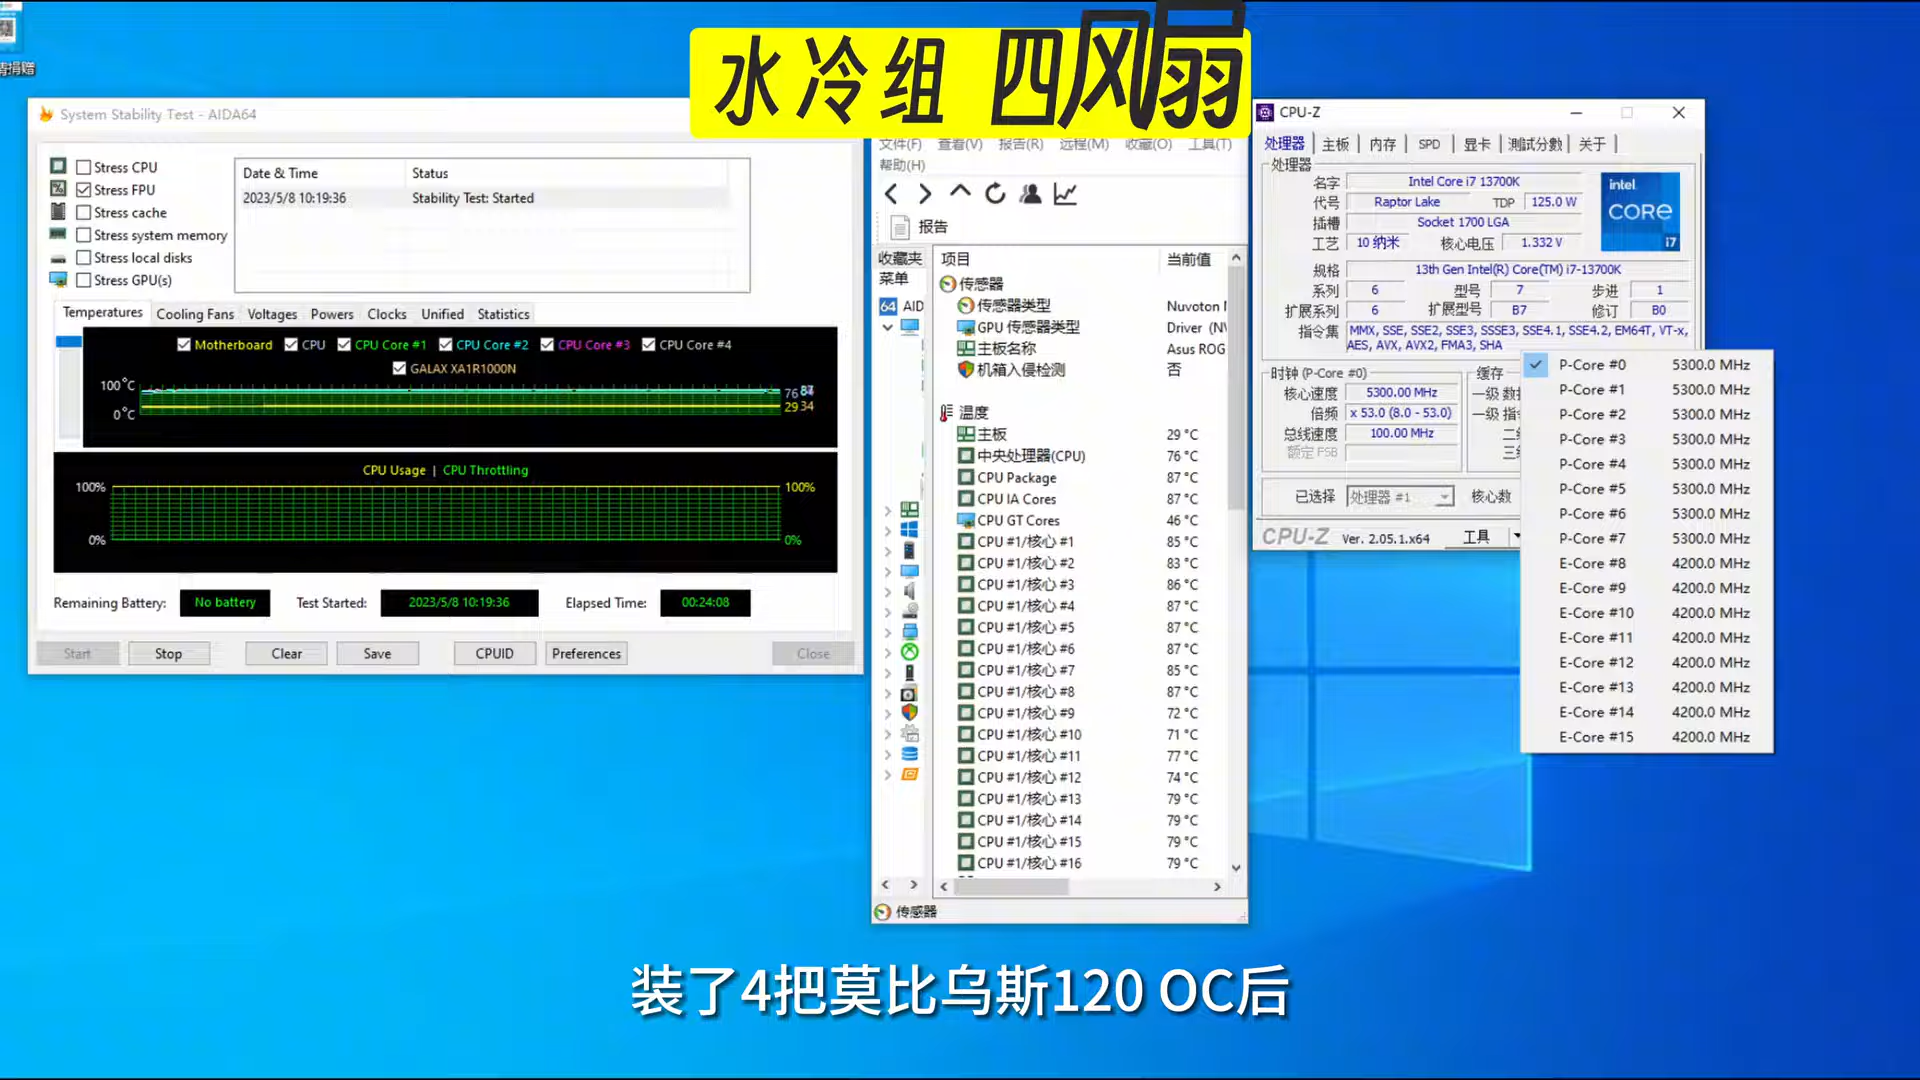 水冷组 四风扇
青捐赠
System Stability Test - AIDA64
Stress CPU
Stress FPU
Stress cache
Stress system memory
Stress local disks
Stress GPU(s)
Date & Time Status
2023/5/8 10:19:36 Stability Test: Started
Temperatures Cooling Fans Voltages Powers Clocks Unified Statistics
Motherboard CPU CPU Core #1 CPU Core #2 CPU Core #3 CPU Core #4
GALAX XA1R1000N
100°C 76 87
0°C 29 34
CPU Usage | CPU Throttling
100% 100%
0% 0%
Remaining Battery: No battery Test Started: 2023/5/8 10:19:36 Elapsed Time: 00:24:08
Start Stop Clear Save CPUID Preferences Close
文件(F) 查看(V) 报告(R) 远程(M) 收藏(O) 工具(T)
帮助(H)
报告
收藏夹
菜单
64 AID
项目 当前值
传感器
传感器类型 Nuvoton
GPU 传感器类型 Driver (NV
主板名称 Asus ROG
机箱入侵检测 否
温度
主板 29 °C
中央处理器(CPU) 76 °C
CPU Package 87 °C
CPU IA Cores 87 °C
CPU GT Cores 46 °C
CPU #1/核心 #1 85 °C
CPU #1/核心 #2 83 °C
CPU #1/核心 #3 86 °C
CPU #1/核心 #4 87 °C
CPU #1/核心 #5 87 °C
CPU #1/核心 #6 87 °C
CPU #1/核心 #7 85 °C
CPU #1/核心 #8 87 °C
CPU #1/核心 #9 72 °C
CPU #1/核心 #10 71 °C
CPU #1/核心 #11 77 °C
CPU #1/核心 #12 74 °C
CPU #1/核心 #13 79 °C
CPU #1/核心 #14 79 °C
CPU #1/核心 #15 79 °C
CPU #1/核心 #16 79 °C
传感器
CPU-Z
处理器 主板 内存 SPD 显卡 測試分數 关于
处理器
名字 Intel Core i7 13700K
代号 Raptor Lake TDP 125.0 W
插槽 Socket 1700 LGA
工艺 10 纳米 核心电压 1.332 V
intel
CORE
i7
规格 13th Gen Intel(R) Core(TM) i7-13700K
系列 6 型号 7 步进 1
扩展系列 6 扩展型号 B7 修订 B0
指令集 MMX, SSE, SSE2, SSE3, SSSE3, SSE4.1, SSE4.2, EM64T, VT-x,
AES, AVX, AVX2, FMA3, SHA
时钟 (P-Core #0) 缓存
核心速度 5300.00 MHz 一级 数据
倍频 x 53.0 (8.0 - 53.0) 一级 指
总线速度 100.00 MHz 二
额定 FSB 三
已选择 处理器 #1 核心数
CPU-Z Ver. 2.05.1.x64 工具
P-Core #0 5300.0 MHz
P-Core #1 5300.0 MHz
P-Core #2 5300.0 MHz
P-Core #3 5300.0 MHz
P-Core #4 5300.0 MHz
P-Core #5 5300.0 MHz
P-Core #6 5300.0 MHz
P-Core #7 5300.0 MHz
E-Core #8 4200.0 MHz
E-Core #9 4200.0 MHz
E-Core #10 4200.0 MHz
E-Core #11 4200.0 MHz
E-Core #12 4200.0 MHz
E-Core #13 4200.0 MHz
E-Core #14 4200.0 MHz
E-Core #15 4200.0 MHz
装了4把莫比乌斯120 OC后